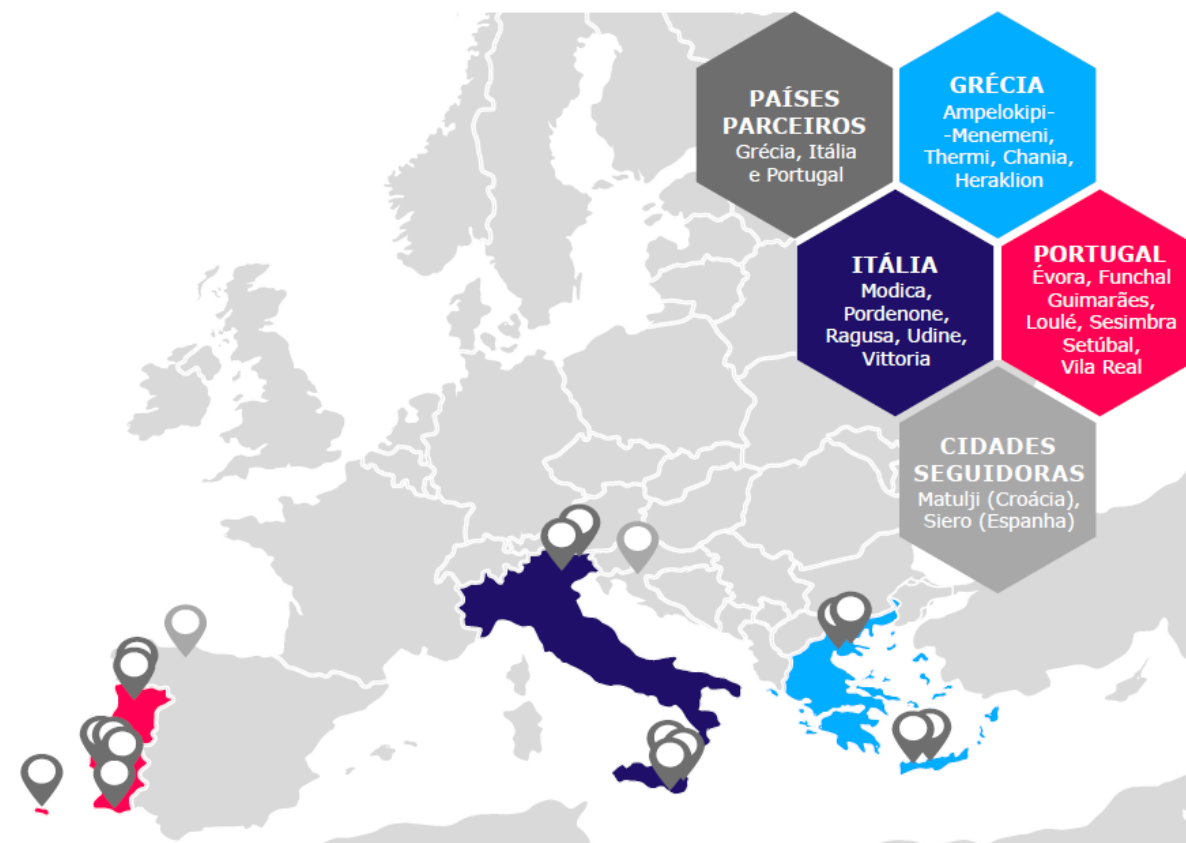 PAÍSES
PARCEIROS
Grécia, Itália
e Portugal
GRÉCIA
Ampelokipi-
-Menemeni,
Thermi, Chania,
Heraklion
ITÁLIA
Modica,
Pordenone,
Ragusa, Udine,
Vittoria
PORTUGAL
Évora, Funchal
Guimarães,
Loulé, Sesimbra
Setúbal,
Vila Real
CIDADES
SEGUIDORAS
Matulji (Croácia),
Siero (Espanha)